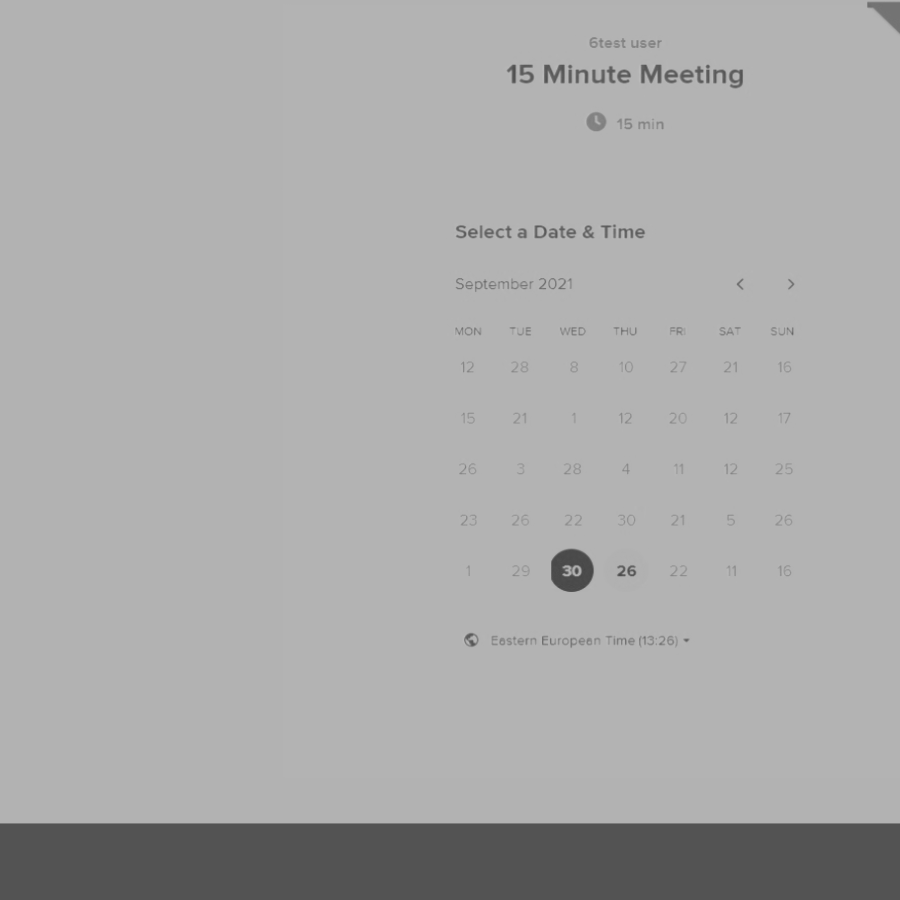 6test user
15 Minute Meeting
15 min
Select a Date & Time
September 2021
MON TUE WED THU FRI SAT SUN
12 28 8 10 27 21 16
15 21 1 12 20 12 17
26 3 28 4 11 12 25
23 26 22 30 21 5 26
1 29 30 26 22 11 16
Eastern European Time (13:26)